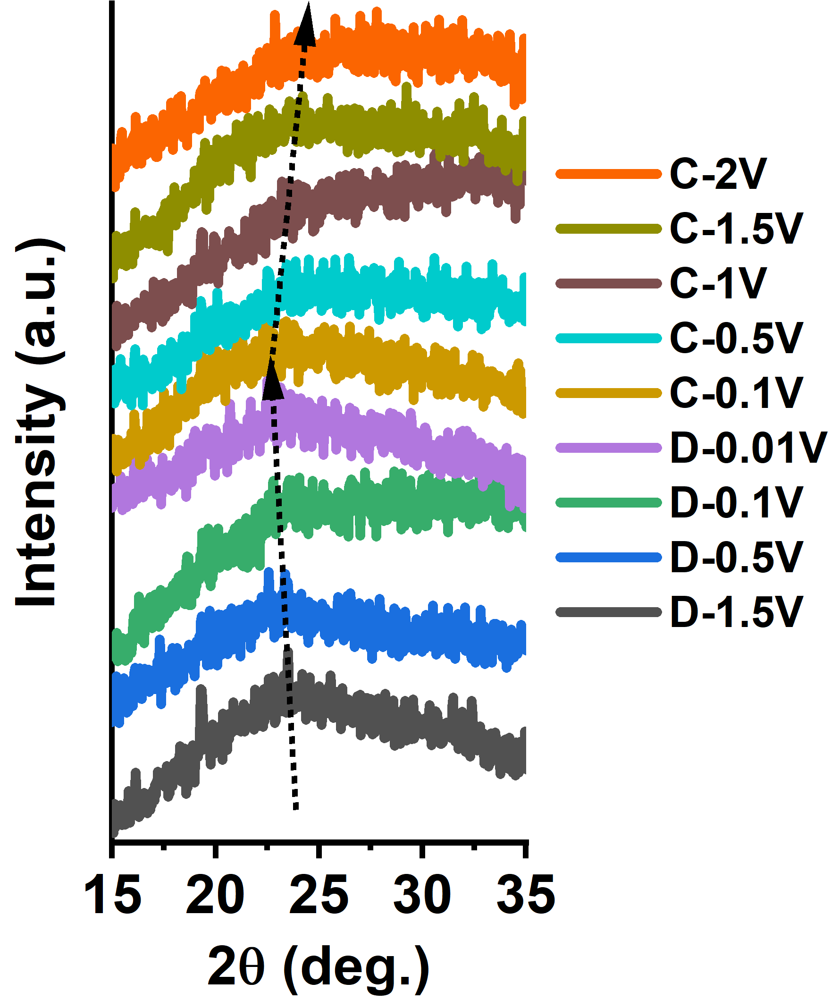 Intensity (a.u.)
C-2V
C-1.5V
C-1V
C-0.5V
C-0.1V
D-0.01V
D-0.1V
D-0.5V
D-1.5V
15 20 25 30 35
2θ (deg.)